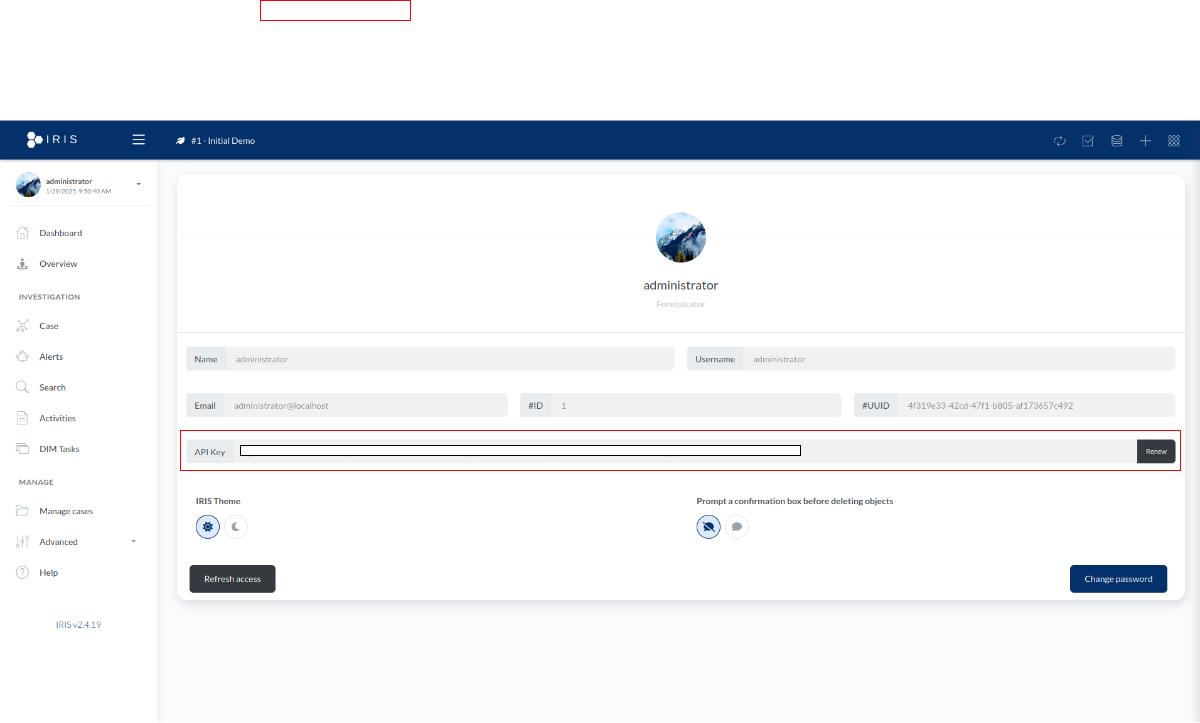 IRIS
#1 - Initial Demo
administrator
1/29/2025, 9:50:40 AM
Dashboard
Overview
INVESTIGATION
Case
Alerts
Search
Activities
DIM Tasks
MANAGE
Manage cases
Advanced
Help
IRIS v2.4.19
administrator
Forensicator
Name administrator
Username administrator
Email administrator@localhost
#ID 1
#UUID 4f319e33-42cd-47f1-b805-af173657c492
API Key
Renew
IRIS Theme
Prompt a confirmation box before deleting objects
Refresh access
Change password